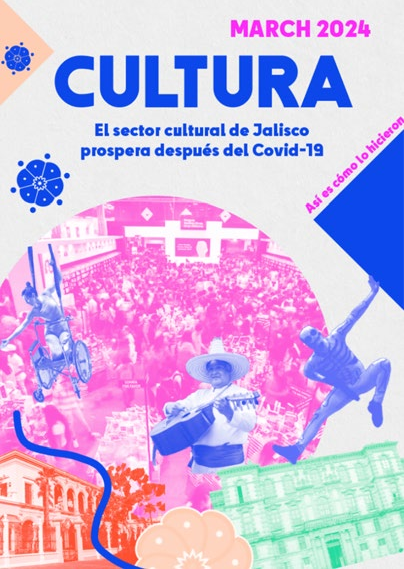 MARCH 2024
CULTURA
El sector cultural de Jalisco
prospera después del Covid-19
Así es cómo lo hicieron